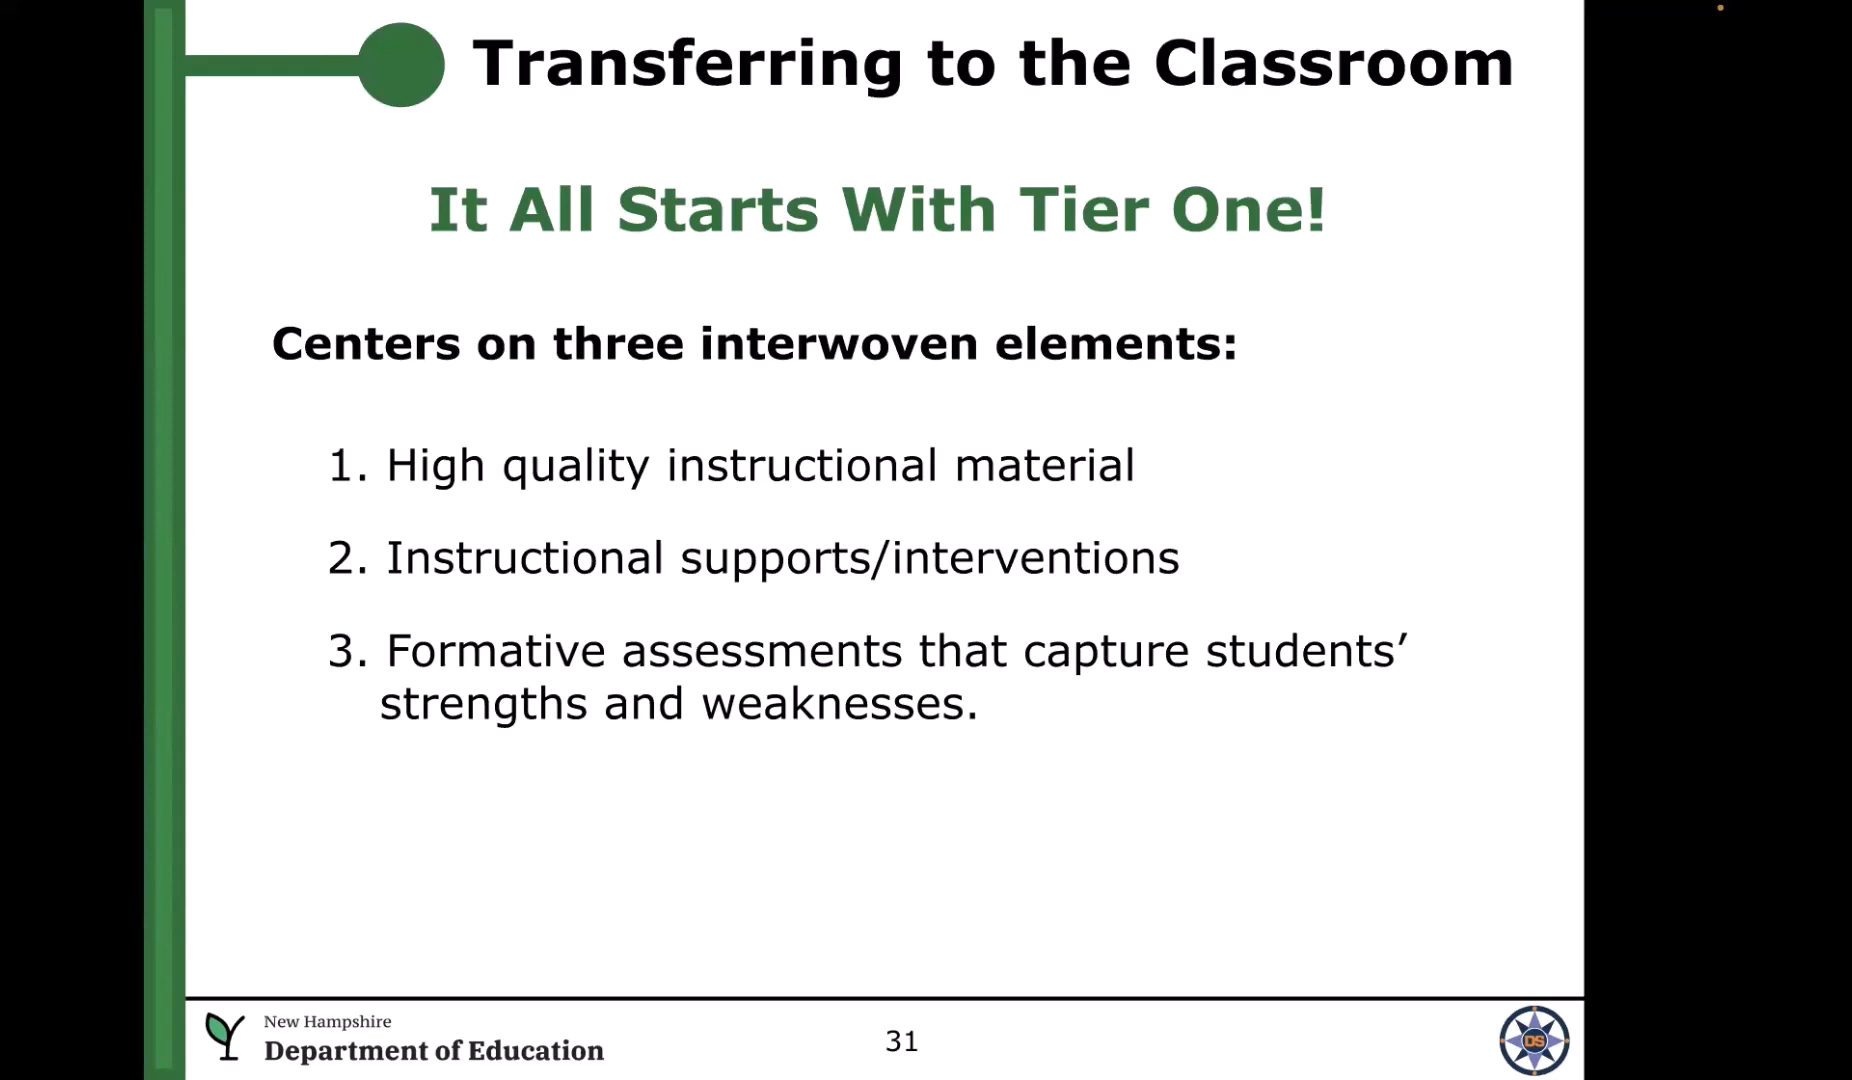 Transferring to the Classroom
It All Starts With Tier One!
Centers on three interwoven elements:
1. High quality instructional material
2. Instructional supports/interventions
3. Formative assessments that capture students’
strengths and weaknesses.
New Hampshire
Department of Education
31
DS